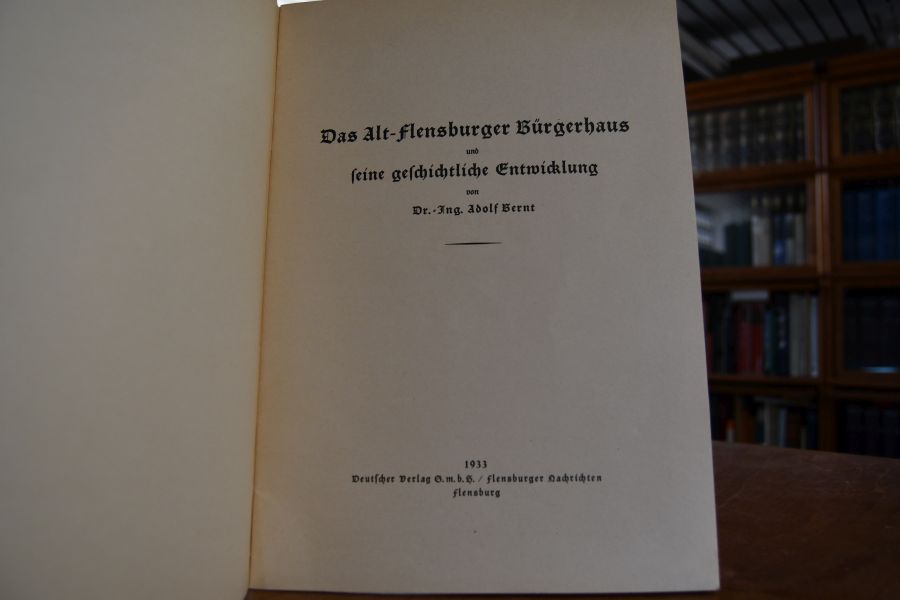 Das Alt-Flensburger Bürgerhaus
und
ſeine geſchichtliche Entwicklung
von
Dr.-Ing. Adolf Bernt
1933
Deutſcher Verlag G.m.b.H. / Flensburger Nachrichten
Flensburg